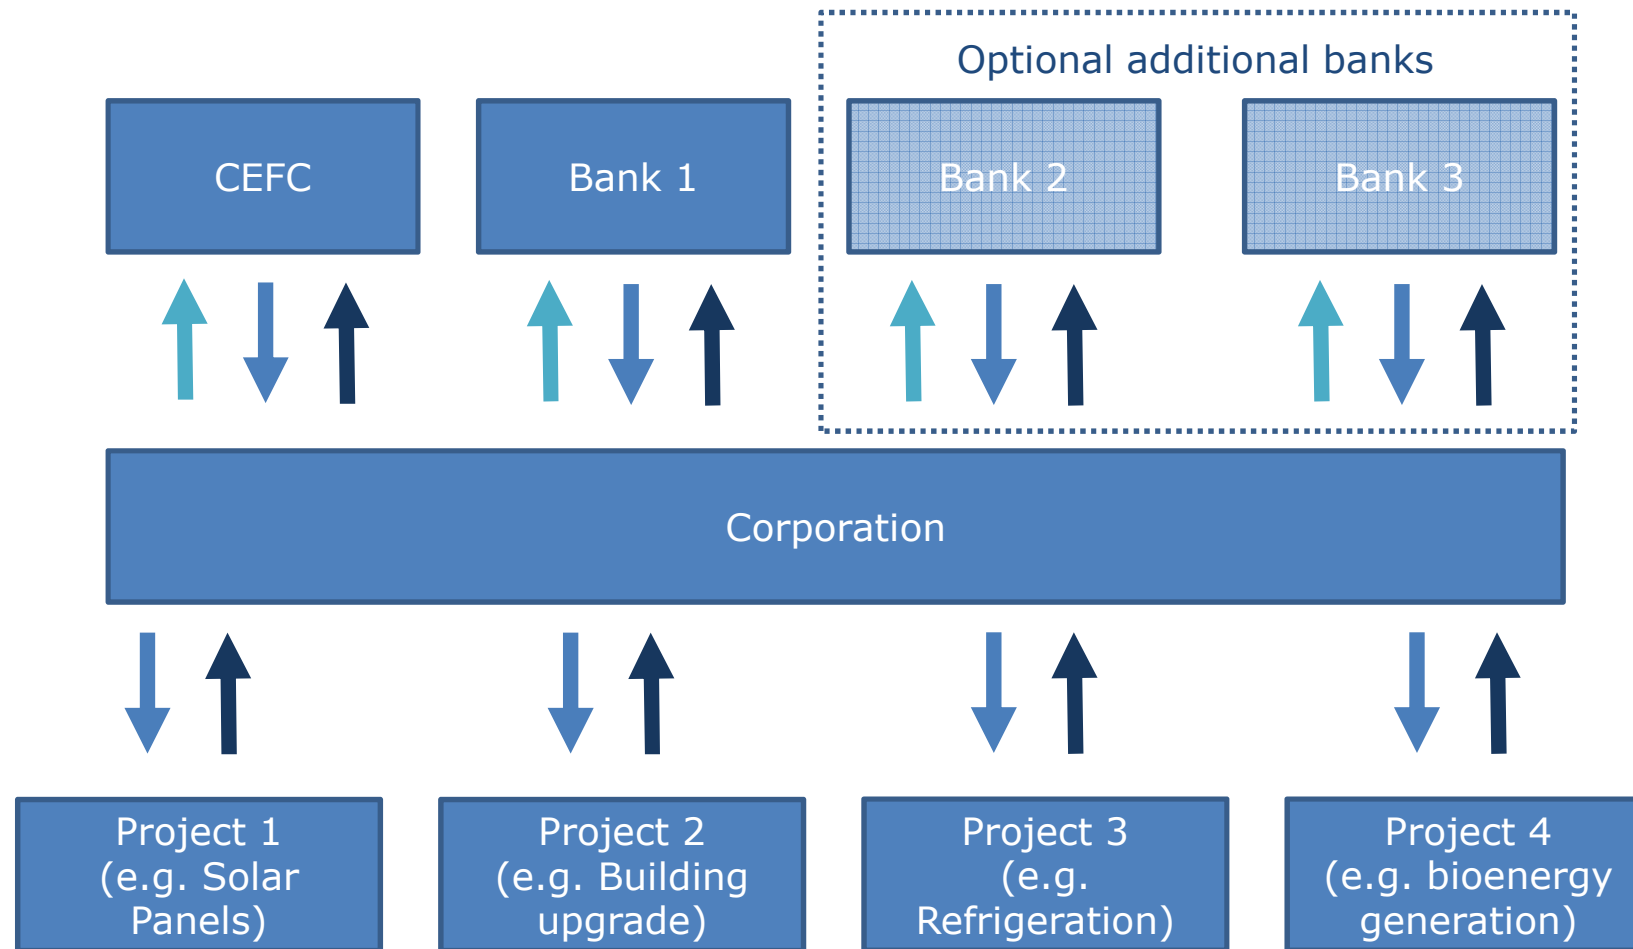 Optional additional banks
CEFC
Bank 1
Bank 2
Bank 3
Corporation
Project 1
(e.g. Solar
Panels)
Project 2
(e.g. Building
upgrade)
Project 3
(e.g.
Refrigeration)
Project 4
(e.g. bioenergy
generation)